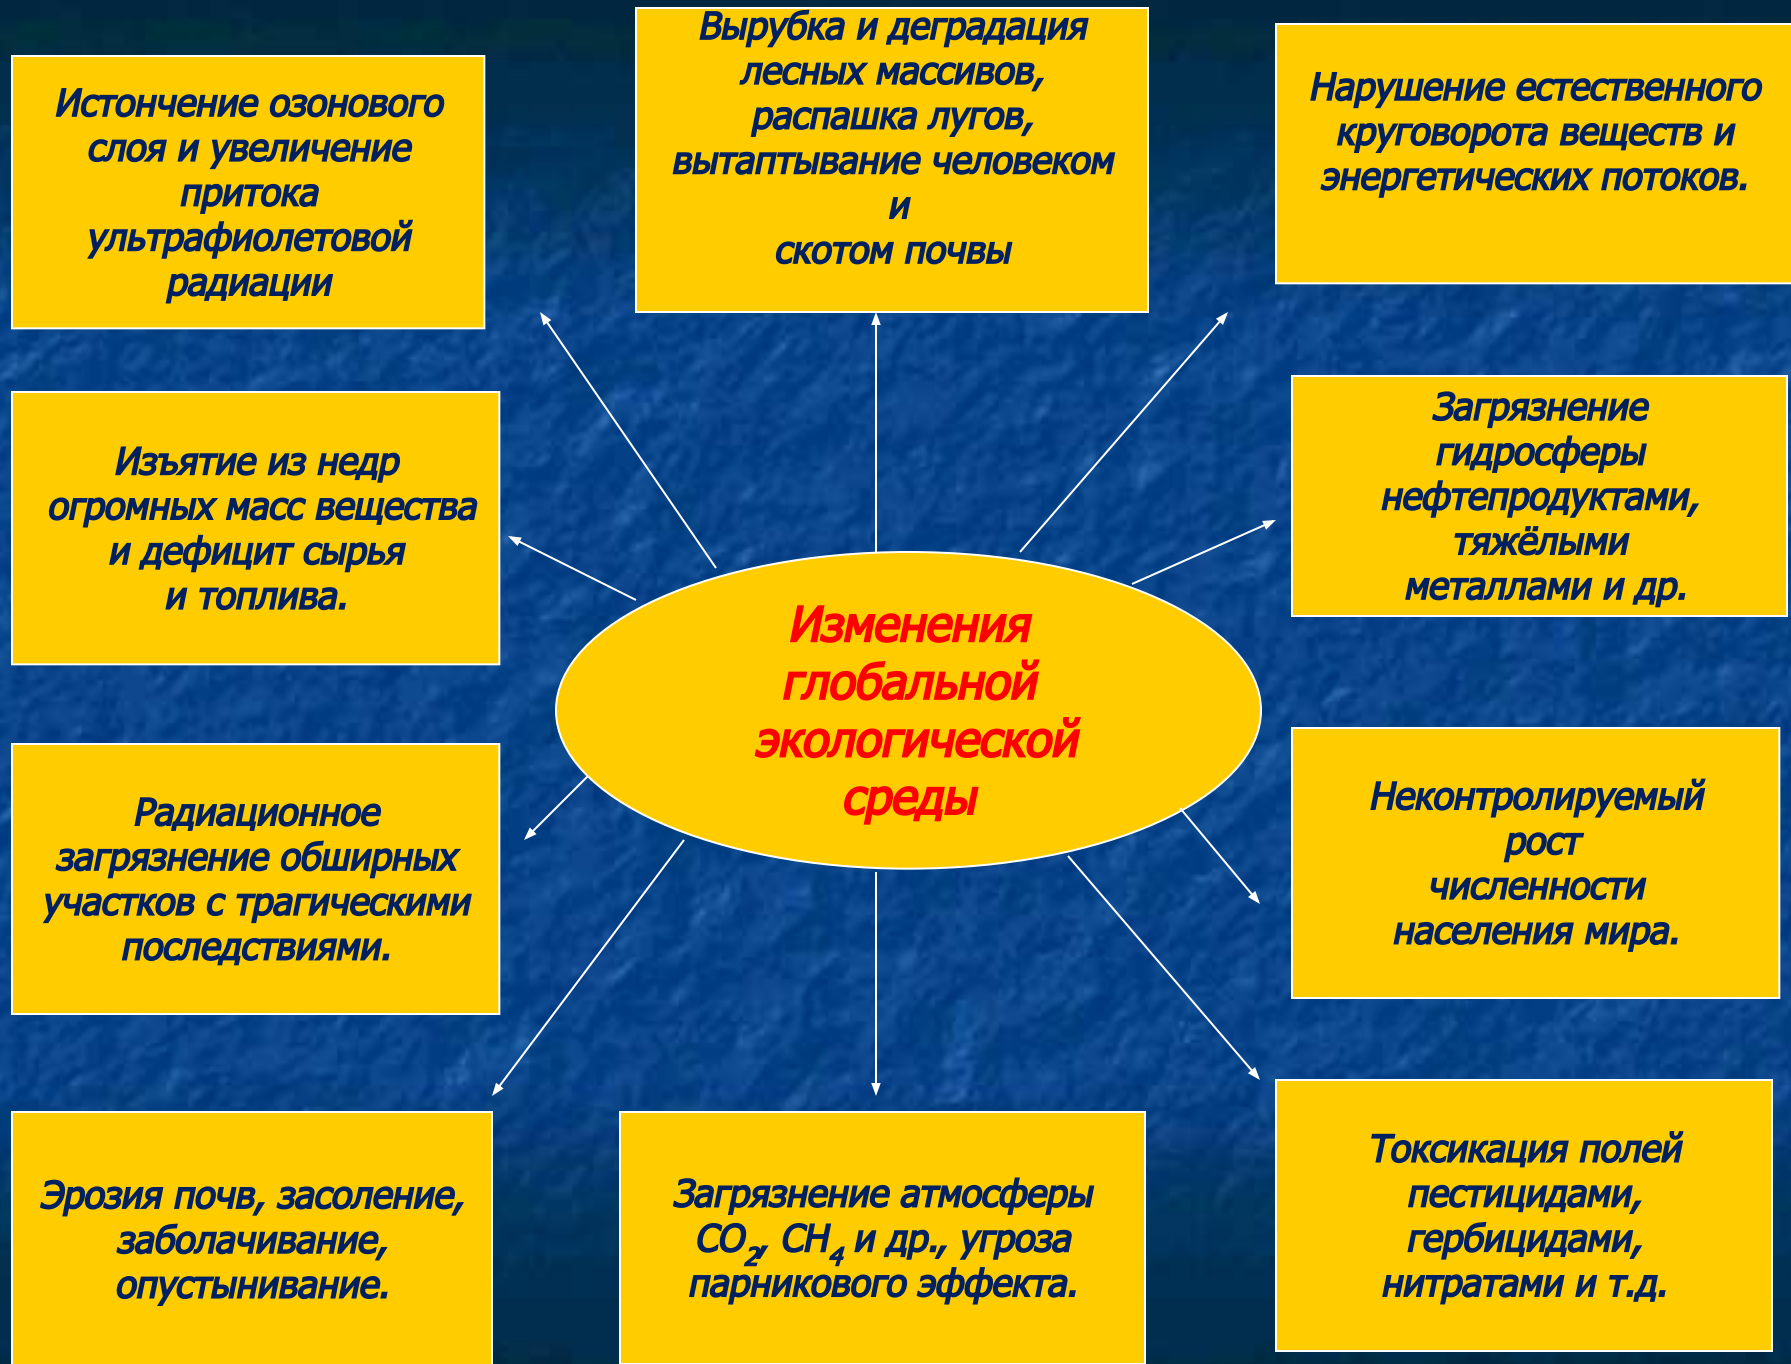 Истончение озонового
слоя и увеличение
притока
ультрафиолетовой
радиации
Вырубка и деградация
лесных массивов,
распашка лугов,
вытаптывание человеком
и
скотом почвы
Нарушение естественного
круговорота веществ и
энергетических потоков.
Изъятие из недр
огромных масс вещества
и дефицит сырья
и топлива.
Загрязнение
гидросферы
нефтепродуктами,
тяжёлыми
металлами и др.
Изменения
глобальной
экологической
среды
Радиационное
загрязнение обширных
участков с трагическими
последствиями.
Неконтролируемый
рост
численности
населения мира.
Эрозия почв, засоление,
заболачивание,
опустынивание.
Загрязнение атмосферы
CO₂, CH₄ и др., угроза
парникового эффекта.
Токсикация полей
пестицидами,
гербицидами,
нитратами и т.д.